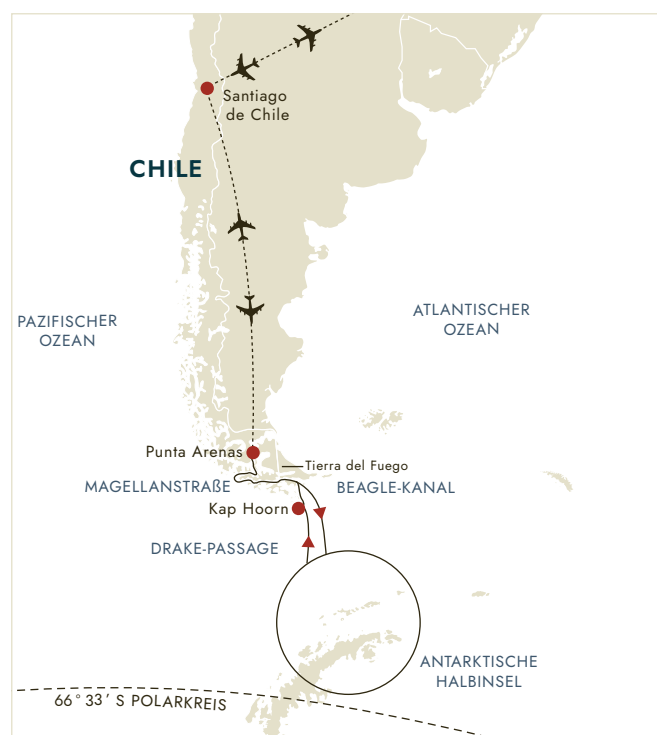 Santiago
de Chile
CHILE
PAZIFISCHER
OZEAN
ATLANTISCHER
OZEAN
Punta Arenas
Tierra del Fuego
MAGELLANSTRAßE
BEAGLE-KANAL
Kap Hoorn
DRAKE-PASSAGE
ANTARKTISCHE
HALBINSEL
66° 33’ S POLARKREIS